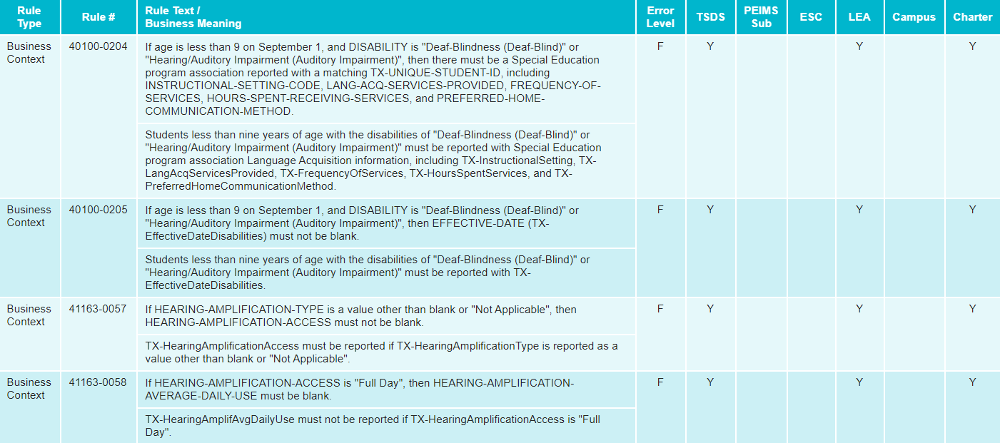 Rule Type
Rule #
Rule Text /
Business Meaning
Error Level
TSDS
PEIMS Sub
ESC
LEA
Campus
Charter
Business Context
40100-0204
If age is less than 9 on September 1, and DISABILITY is "Deaf-Blindness (Deaf-Blind)" or
"Hearing/Auditory Impairment (Auditory Impairment)", then there must be a Special Education
program association reported with a matching TX-UNIQUE-STUDENT-ID, including
INSTRUCTIONAL-SETTING-CODE, LANG-ACQ-SERVICES-PROVIDED, FREQUENCY-OF-
SERVICES, HOURS-SPENT-RECEIVING-SERVICES, and PREFERRED-HOME-
COMMUNICATION-METHOD.
F
Y
Y
Y
Students less than nine years of age with the disabilities of "Deaf-Blindness (Deaf-Blind)" or
"Hearing/Auditory Impairment (Auditory Impairment)" must be reported with Special Education
program association Language Acquisition information, including TX-InstructionalSetting, TX-
LangAcqServicesProvided, TX-FrequencyOfServices, TX-HoursSpentServices, and TX-
PreferredHomeCommunicationMethod.
Business Context
40100-0205
If age is less than 9 on September 1, and DISABILITY is "Deaf-Blindness (Deaf-Blind)" or
"Hearing/Auditory Impairment (Auditory Impairment)", then EFFECTIVE-DATE (TX-
EffectiveDateDisabilities) must not be blank.
F
Y
Y
Y
Students less than nine years of age with the disabilities of "Deaf-Blindness (Deaf-Blind)" or
"Hearing/Auditory Impairment (Auditory Impairment)" must be reported with TX-
EffectiveDateDisabilities.
Business Context
41163-0057
If HEARING-AMPLIFICATION-TYPE is a value other than blank or "Not Applicable", then
HEARING-AMPLIFICATION-ACCESS must not be blank.
F
Y
Y
Y
TX-HearingAmplificationAccess must be reported if TX-HearingAmplificationType is reported as a
value other than blank or "Not Applicable".
Business Context
41163-0058
If HEARING-AMPLIFICATION-ACCESS is "Full Day", then HEARING-AMPLIFICATION-
AVERAGE-DAILY-USE must be blank.
F
Y
Y
Y
TX-HearingAmplifAvgDailyUse must not be reported if TX-HearingAmplificationAccess is "Full
Day".